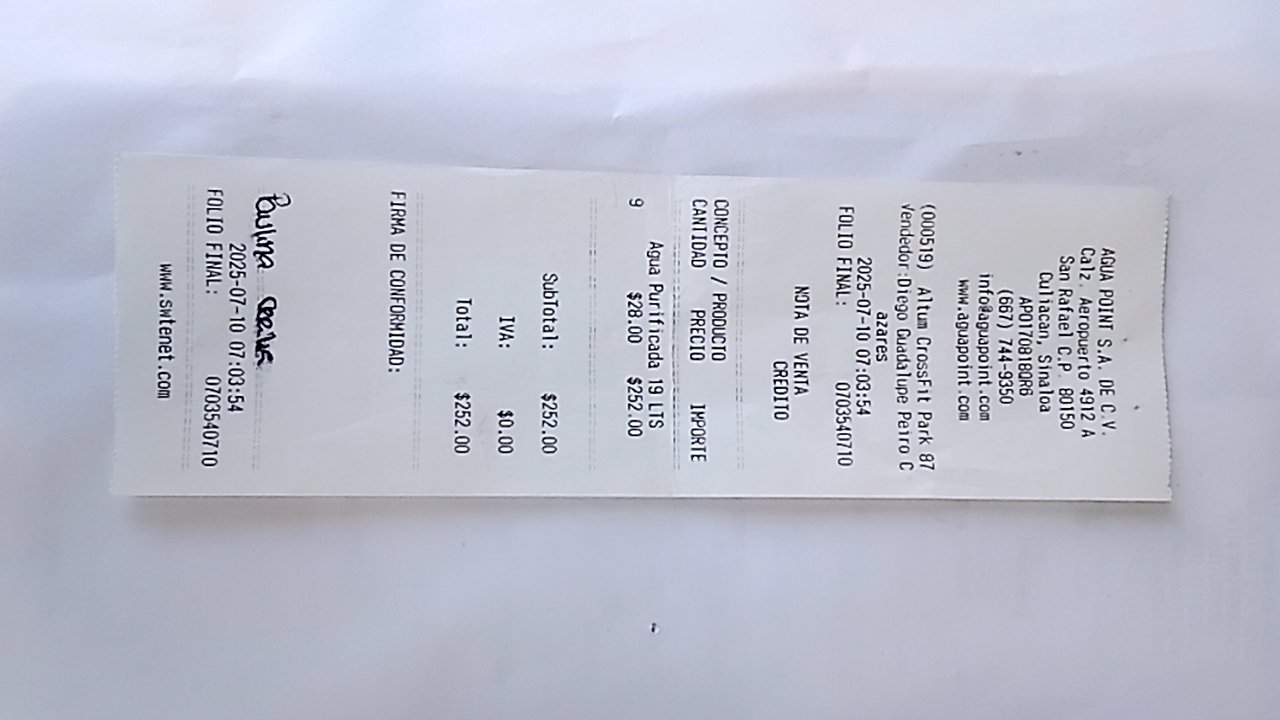 AGUA POINT S.A. DE C.V.
Calz. Aeropuerto 4912 A
San Rafael C.P. 80150
Culiacan, Sinaloa
APO170818QR6
(667) 744-9350
info@aguapoint.com
www.aguapoint.com
(000519) Altum CrossFit Park 87
Vendedor:Diego Guadalupe Peiro C
azares
2025-07-10 07:03:54
FOLIO FINAL: 0703540710
NOTA DE VENTA
CREDITO
CONCEPTO / PRODUCTO
CANTIDAD PRECIO IMPORTE
Agua Purificada 19 LTS
9 $28.00 $252.00
SubTotal: $252.00
IVA: $0.00
Total: $252.00
FIRMA DE CONFORMIDAD:
Paulina
2025-07-10 07:03:54
FOLIO FINAL: 0703540710
www.swfenet.com